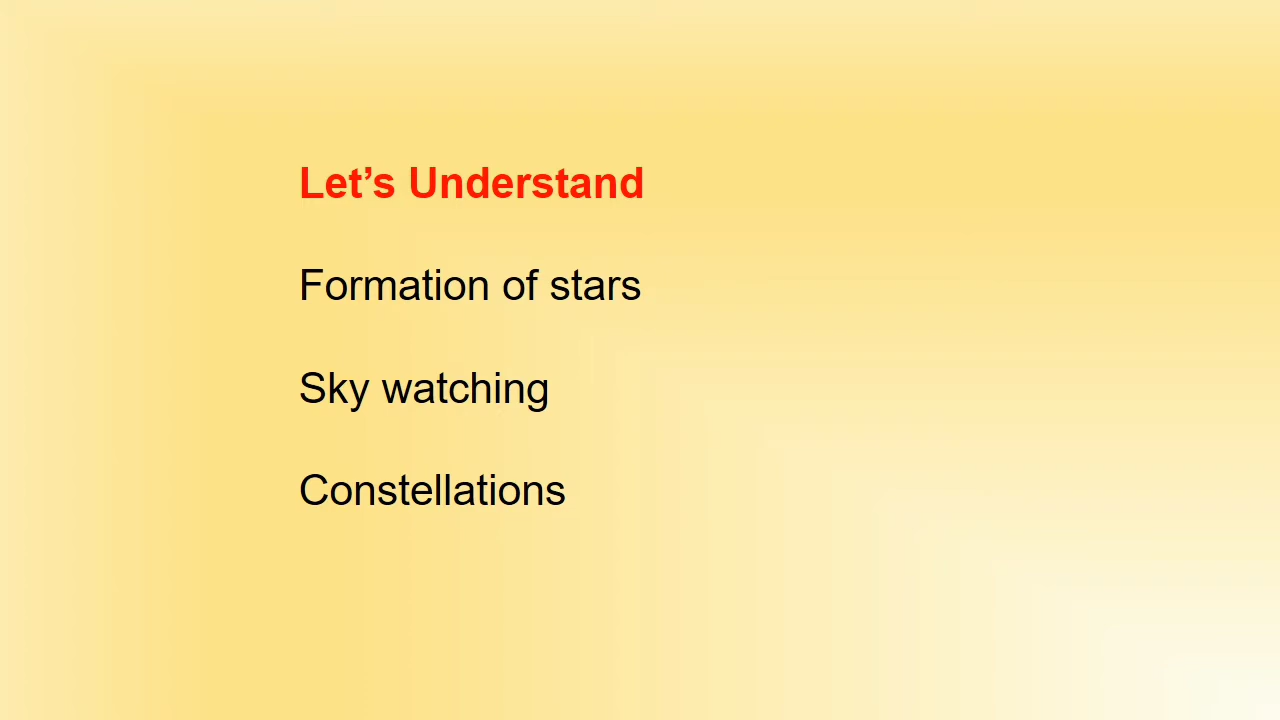 Let’s Understand
Formation of stars
Sky watching
Constellations